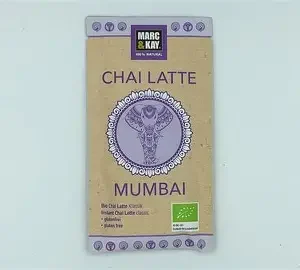 MARC
& KAY
100% NATURAL
CHAI LATTE
MUMBAI
Bio Chai Latte Klassik
Instant Chai Latte classic
• glutenfrei
• gluten free